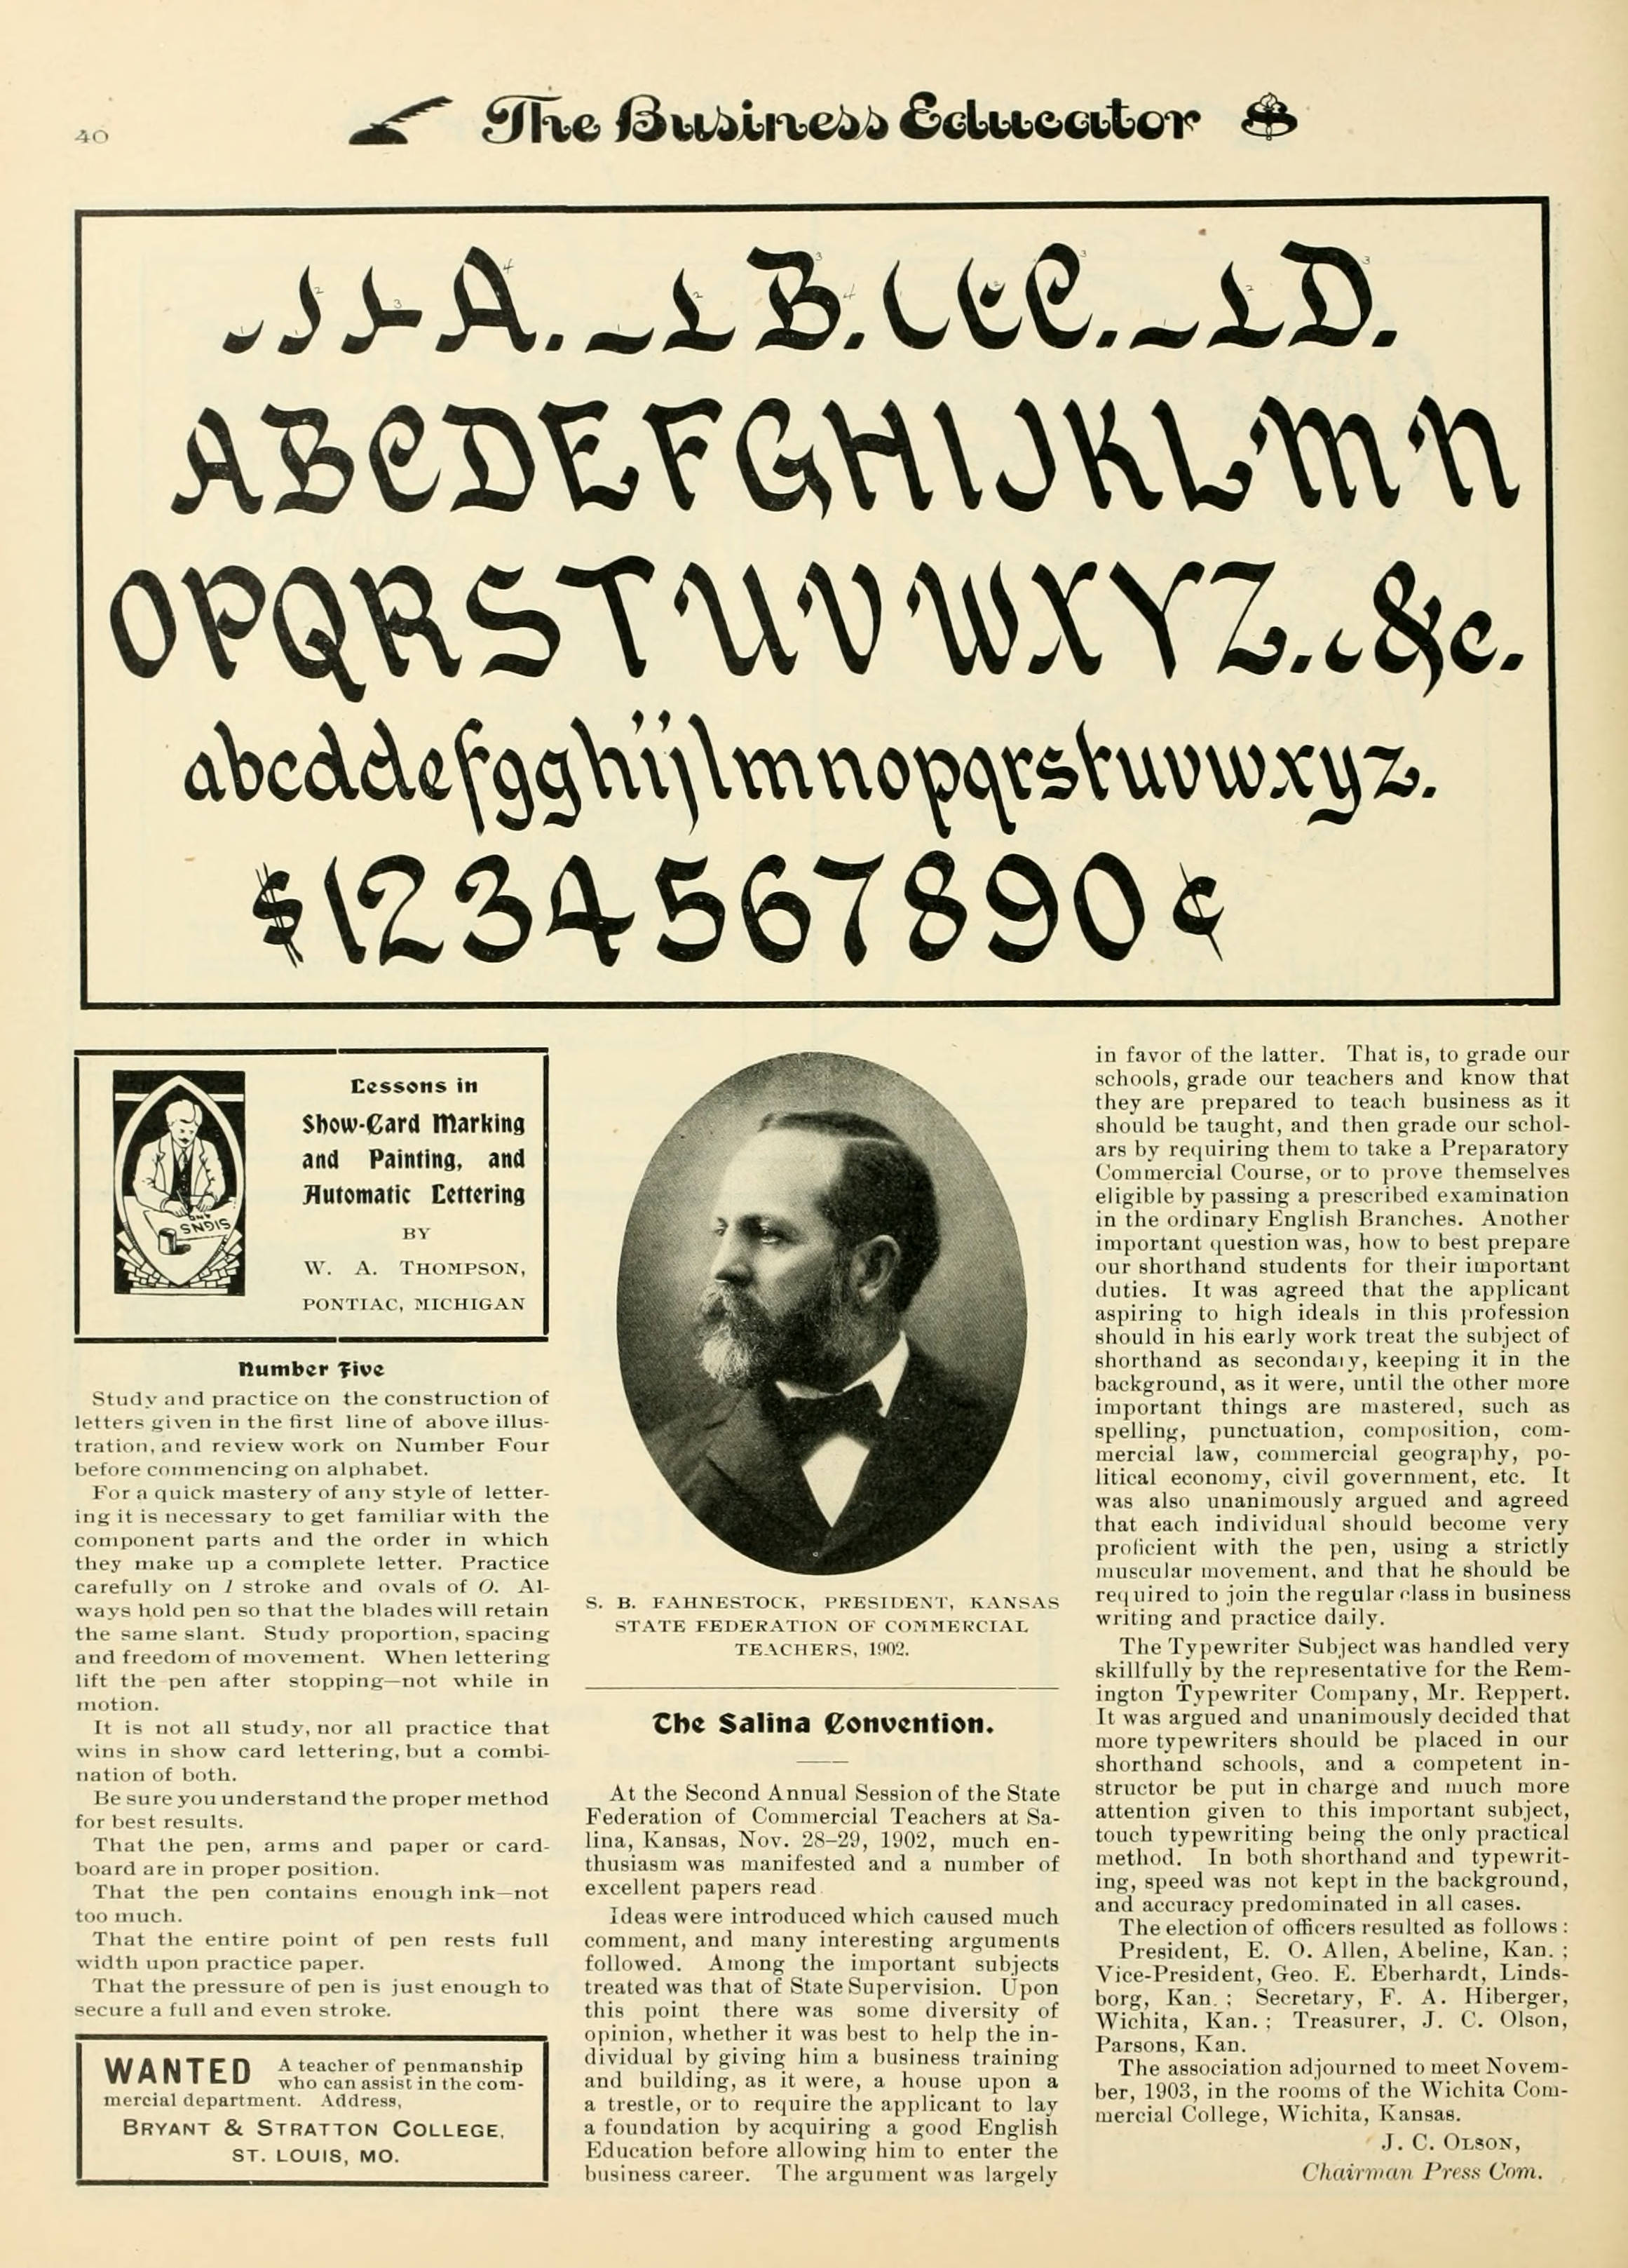 40
The Business Educator
A. B. C. D.
ABCDEFGHIJKLMN
OPQRSTUVWXYZ., &c.
abcddefgghijlmnopqrstuvwxyz.
$1234567890¢
Lessons in
Show-Card Marking
and Painting, and
Automatic Lettering
BY
W. A. THOMPSON,
PONTIAC, MICHIGAN
SIGNS
AND
Number Five
Study and practice on the construction of
letters given in the first line of above illus-
tration, and review work on Number Four
before commencing on alphabet.
For a quick mastery of any style of letter-
ing it is necessary to get familiar with the
component parts and the order in which
they make up a complete letter. Practice
carefully on 1 stroke and ovals of O. Al-
ways hold pen so that the blades will retain
the same slant. Study proportion, spacing
and freedom of movement. When lettering
lift the pen after stopping—not while in
motion.
It is not all study, nor all practice that
wins in show card lettering, but a combi-
nation of both.
Be sure you understand the proper method
for best results.
That the pen, arms and paper or card-
board are in proper position.
That the pen contains enough ink—not
too much.
That the entire point of pen rests full
width upon practice paper.
That the pressure of pen is just enough to
secure a full and even stroke.
WANTED A teacher of penmanship
who can assist in the com-
mercial department. Address,
BRYANT & STRATTON COLLEGE,
ST. LOUIS, MO.
S. B. FAHNESTOCK, PRESIDENT, KANSAS
STATE FEDERATION OF COMMERCIAL
TEACHERS, 1902.
The Salina Convention.
At the Second Annual Session of the State
Federation of Commercial Teachers at Sa-
lina, Kansas, Nov. 28–29, 1902, much en-
thusiasm was manifested and a number of
excellent papers read.
Ideas were introduced which caused much
comment, and many interesting arguments
followed. Among the important subjects
treated was that of State Supervision. Upon
this point there was some diversity of
opinion, whether it was best to help the in-
dividual by giving him a business training
and building, as it were, a house upon a
a trestle, or to require the applicant to lay
a foundation by acquiring a good English
Education before allowing him to enter the
business career. The argument was largely
in favor of the latter. That is, to grade our
schools, grade our teachers and know that
they are prepared to teach business as it
should be taught, and then grade our schol-
ars by requiring them to take a Preparatory
Commercial Course, or to prove themselves
eligible by passing a prescribed examination
in the ordinary English Branches. Another
important question was, how to best prepare
our shorthand students for their important
duties. It was agreed that the applicant
aspiring to high ideals in this profession
should in his early work treat the subject of
shorthand as secondary, keeping it in the
background, as it were, until the other more
important things are mastered, such as
spelling, punctuation, composition, com-
mercial law, commercial geography, po-
litical economy, civil government, etc. It
was also unanimously argued and agreed
that each individual should become very
proficient with the pen, using a strictly
muscular movement, and that he should be
required to join the regular class in business
writing and practice daily.
The Typewriter Subject was handled very
skillfully by the representative for the Rem-
ington Typewriter Company, Mr. Reppert.
It was argued and unanimously decided that
more typewriters should be placed in our
shorthand schools, and a competent in-
structor be put in charge and much more
attention given to this important subject,
touch typewriting being the only practical
method. In both shorthand and typewrit-
ing, speed was not kept in the background,
and accuracy predominated in all cases.
The election of officers resulted as follows:
President, E. O. Allen, Abeline, Kan.;
Vice-President, Geo. E. Eberhardt, Linds-
borg, Kan.; Secretary, F. A. Hiberger,
Wichita, Kan.; Treasurer, J. C. Olson,
Parsons, Kan.
The association adjourned to meet Novem-
ber, 1903, in the rooms of the Wichita Com-
mercial College, Wichita, Kansas.
J. C. OLSON,
Chairman Press Com.